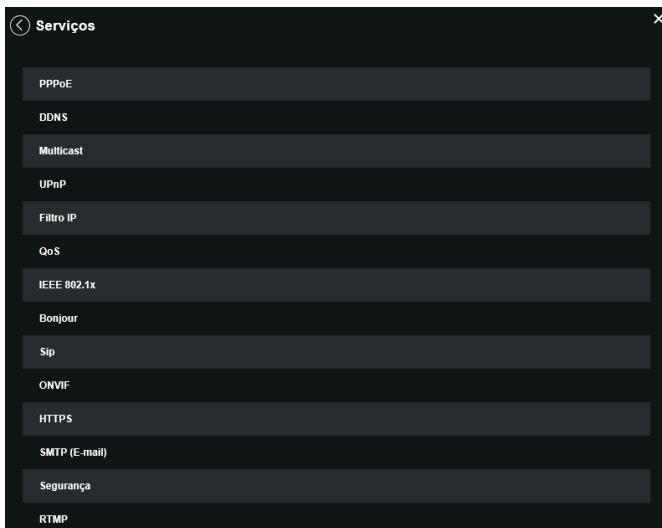 Serviços
PPPoE
DDNS
Multicast
UPnP
Filtro IP
QoS
IEEE 802.1x
Bonjour
Sip
ONVIF
HTTPS
SMTP (E-mail)
Segurança
RTMP